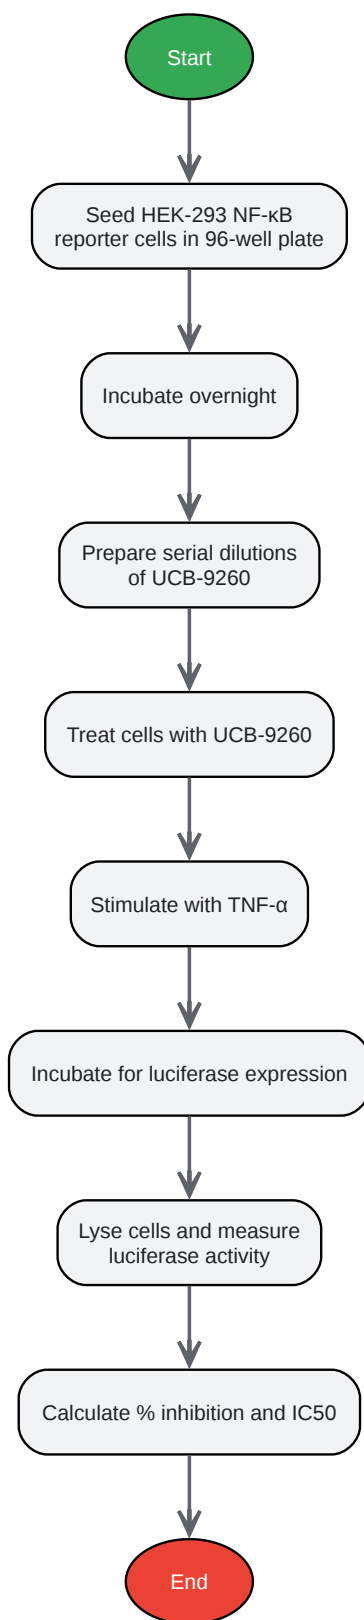 Start
Seed HEK-293 NF-κB
reporter cells in 96-well plate
Incubate overnight
Prepare serial dilutions
of UCB-9260
Treat cells with UCB-9260
Stimulate with TNF-α
Incubate for luciferase expression
Lyse cells and measure
luciferase activity
Calculate % inhibition and IC50
End